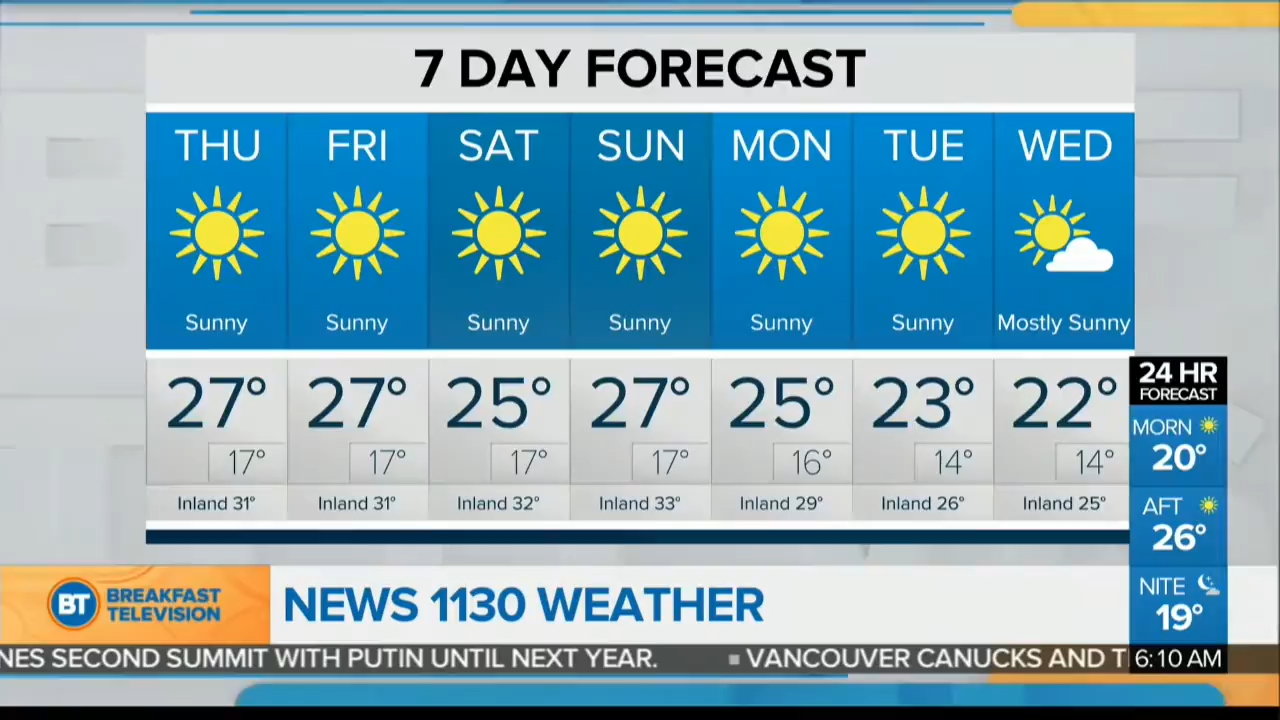 7 DAY FORECAST
THU FRI SAT SUN MON TUE WED
Sunny Sunny Sunny Sunny Sunny Sunny Mostly Sunny
27° 27° 25° 27° 25° 23° 22°
17° 17° 17° 17° 16° 14° 14°
Inland 31° Inland 31° Inland 32° Inland 33° Inland 29° Inland 26° Inland 25°
24 HR
FORECAST
MORN
20°
AFT
26°
NITE
19°
BT BREAKFAST
TELEVISION
NEWS 1130 WEATHER
NES SECOND SUMMIT WITH PUTIN UNTIL NEXT YEAR. ▪ VANCOUVER CANUCKS AND T 6:10 AM